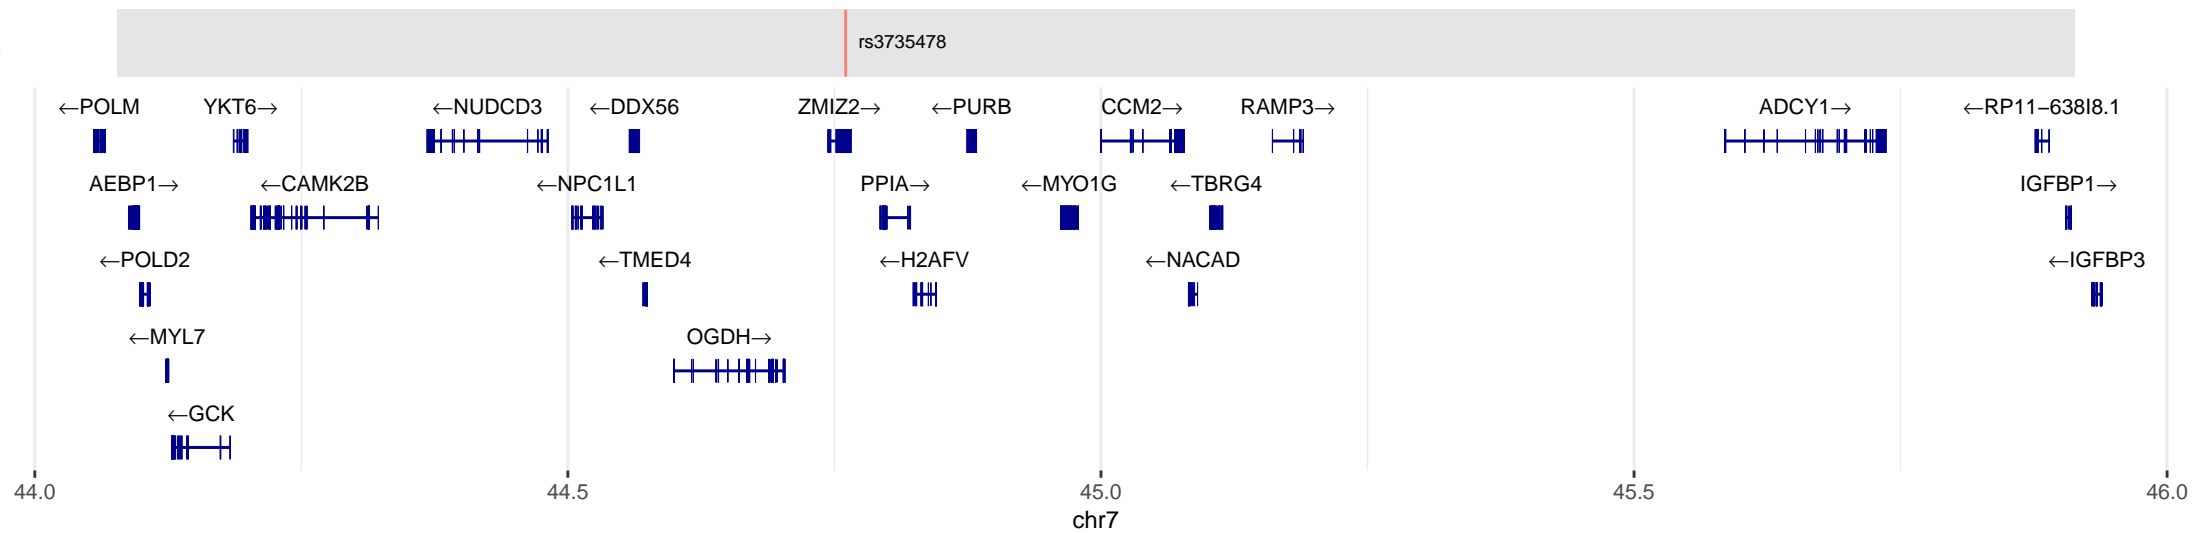 rs3735478
←POLM YKT6→ ←NUDCD3 ←DDX56 ZMIZ2→ ←PURB CCM2→ RAMP3→ ADCY1→ ←RP11−638I8.1
AEBP1→ ←CAMK2B ←NPC1L1 PPIA→ ←MYO1G ←TBRG4 IGFBP1→
←POLD2 ←TMED4 ←H2AFV ←NACAD ←IGFBP3
←MYL7 OGDH→
←GCK
44.0 44.5 45.0 45.5 46.0
chr7